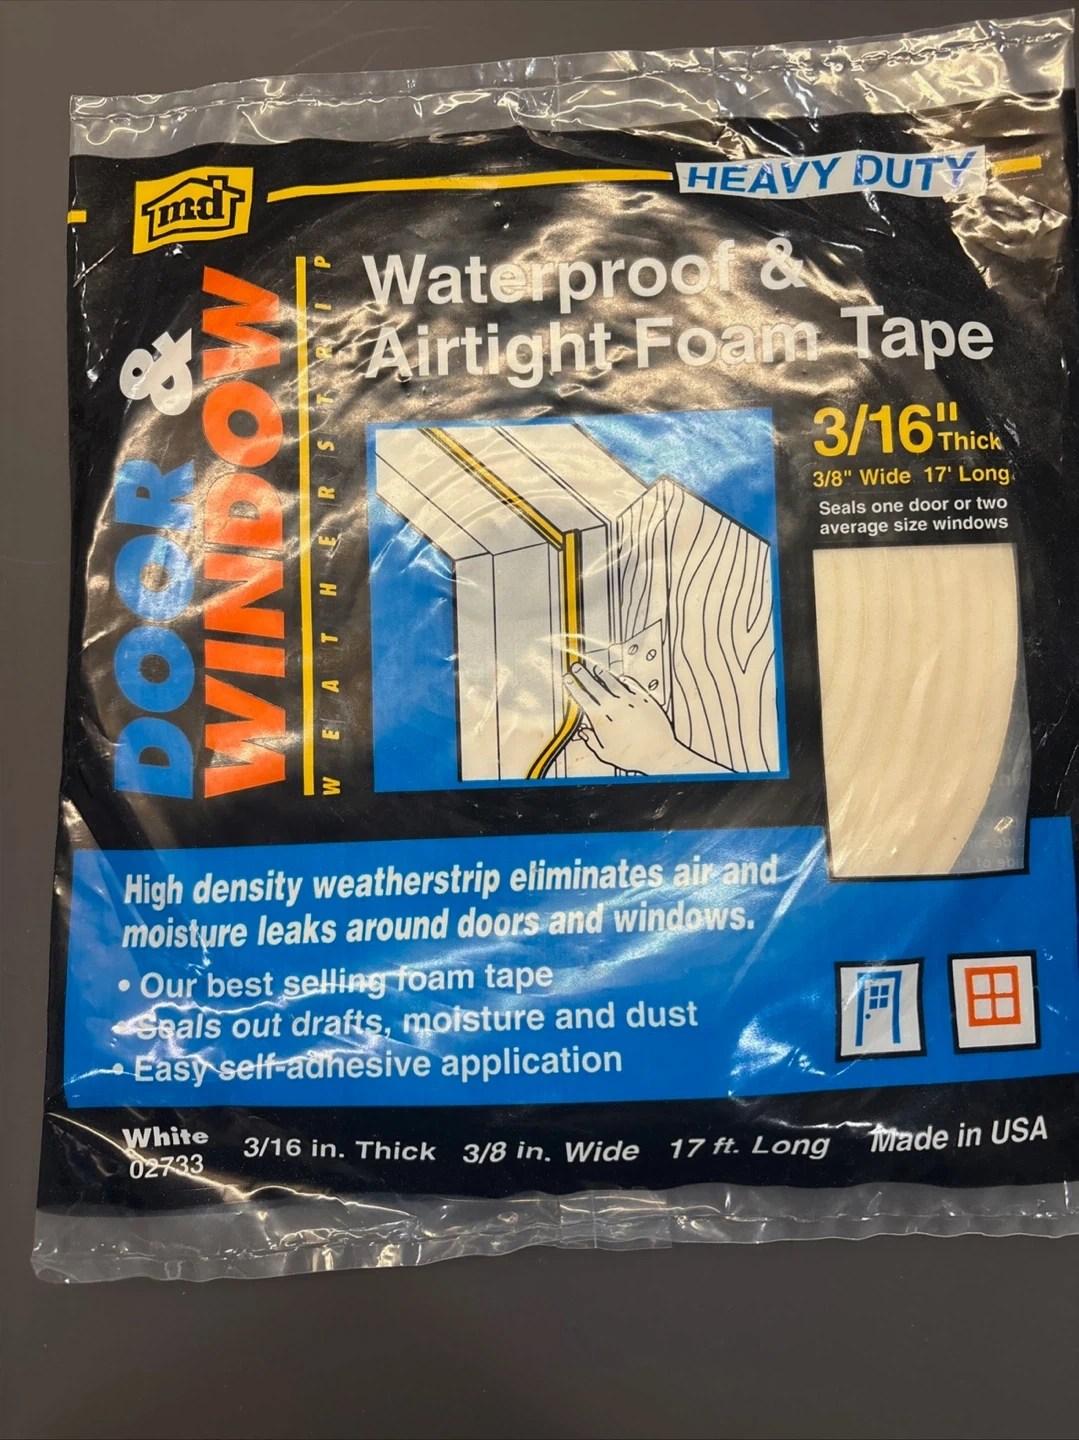 md
HEAVY DUTY
DOOR &
WINDOW
WEATHERSTRIP
Waterproof &
Airtight Foam Tape
3/16" Thick
3/8" Wide 17' Long
Seals one door or two
average size windows
High density weatherstrip eliminates air and
moisture leaks around doors and windows.
• Our best selling foam tape
• Seals out drafts, moisture and dust
• Easy self-adhesive application
White
02733
3/16 in. Thick 3/8 in. Wide 17 ft. Long Made in USA